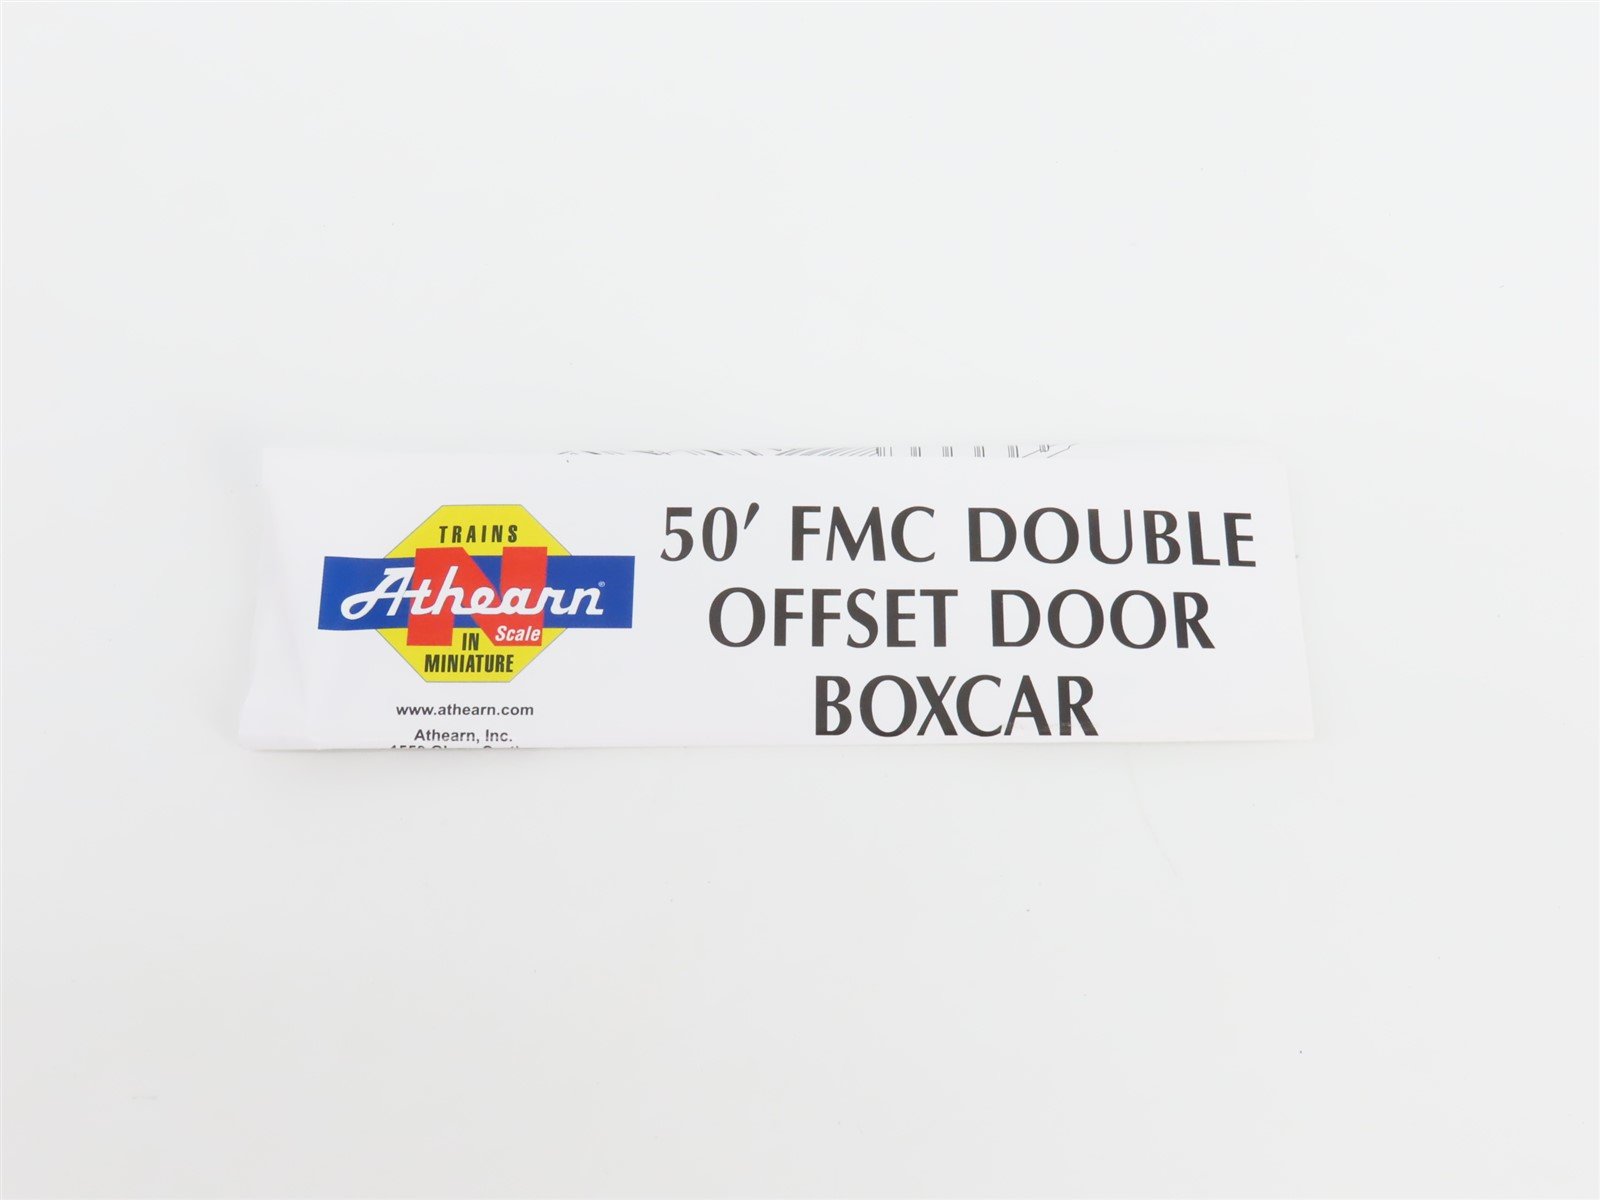 TRAINS
Athearn®
N
Scale
IN
MINIATURE
www.athearn.com
Athearn, Inc.
50' FMC DOUBLE
OFFSET DOOR
BOXCAR